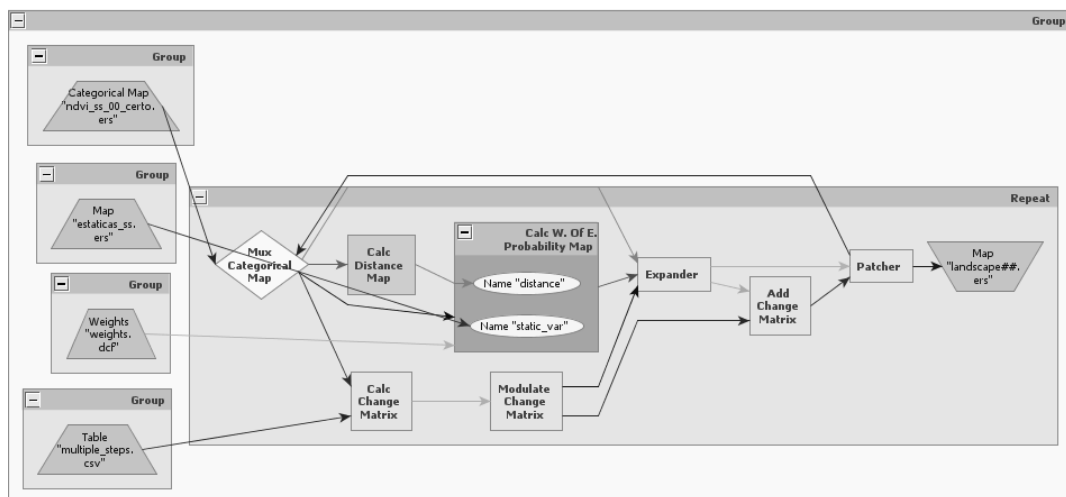 Group
Group
Categorical Map
"ndvi_ss_00_certo.
ers"
Group
Map
"estaticas_ss.
ers"
Group
Weights
"weights.
dcf"
Group
Table
"multiple_steps.
csv"
Repeat
Mux
Categorical
Map
Calc
Distance
Map
Calc W. Of E.
Probability Map
Name "distance"
Name "static_var"
Calc
Change
Matrix
Modulate
Change
Matrix
Expander
Add
Change
Matrix
Patcher
Map
"landscape##.
ers"